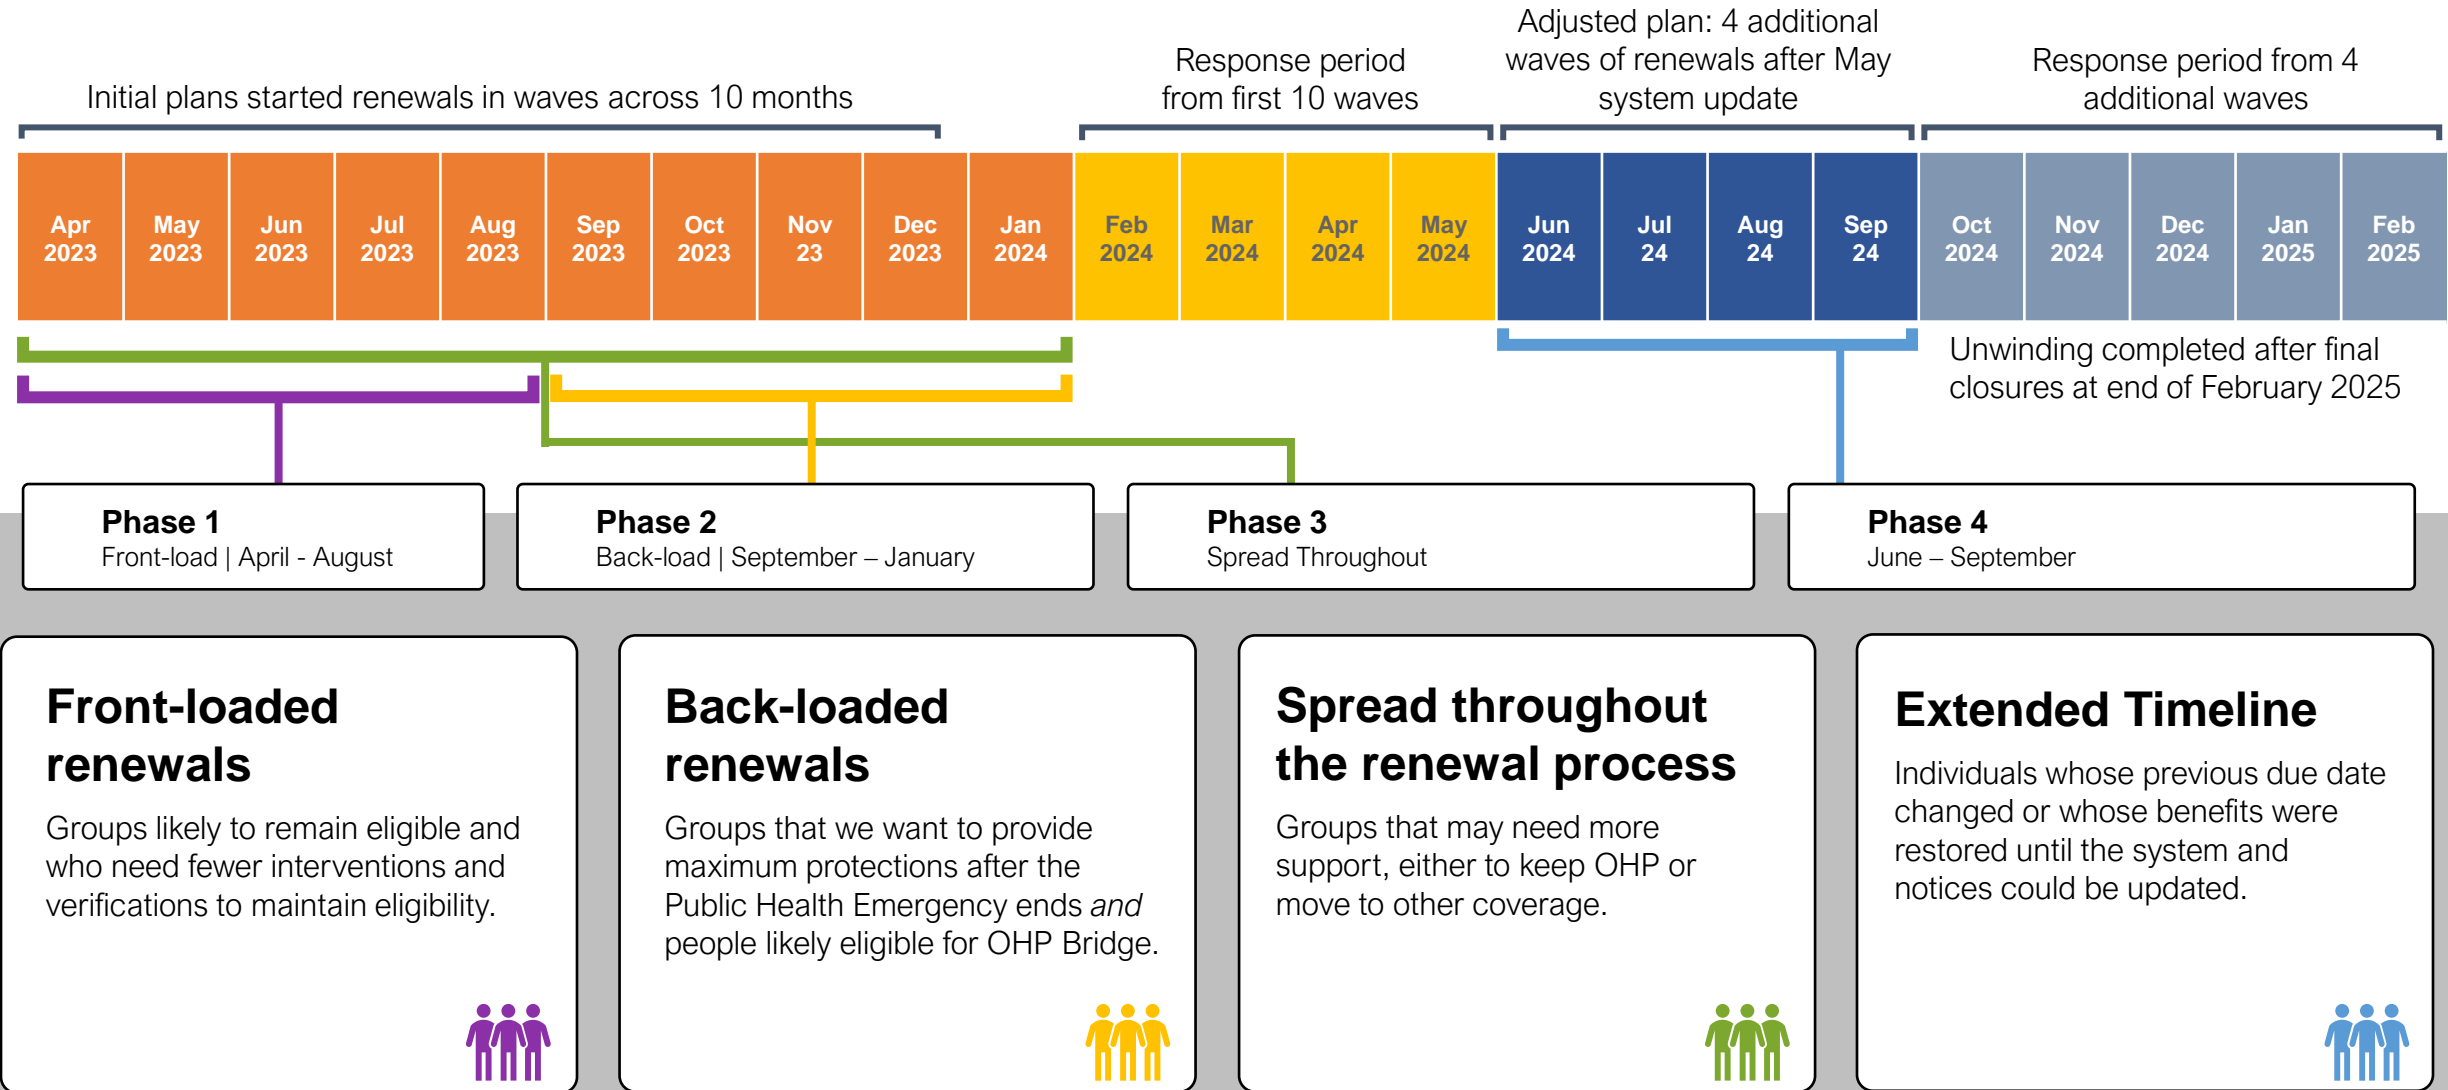 Initial plans started renewals in waves across 10 months
Response period
from first 10 waves
Adjusted plan: 4 additional
waves of renewals after May
system update
Response period from 4
additional waves
Apr
2023
May
2023
Jun
2023
Jul
2023
Aug
2023
Sep
2023
Oct
2023
Nov
23
Dec
2023
Jan
2024
Feb
2024
Mar
2024
Apr
2024
May
2024
Jun
2024
Jul
24
Aug
24
Sep
24
Oct
2024
Nov
2024
Dec
2024
Jan
2025
Feb
2025
Unwinding completed after final
closures at end of February 2025
Phase 1
Front-load | April - August
Phase 2
Back-load | September – January
Phase 3
Spread Throughout
Phase 4
June – September
Front-loaded
renewals
Groups likely to remain eligible and
who need fewer interventions and
verifications to maintain eligibility.
Back-loaded
renewals
Groups that we want to provide
maximum protections after the
Public Health Emergency ends and
people likely eligible for OHP Bridge.
Spread throughout
the renewal process
Groups that may need more
support, either to keep OHP or
move to other coverage.
Extended Timeline
Individuals whose previous due date
changed or whose benefits were
restored until the system and
notices could be updated.